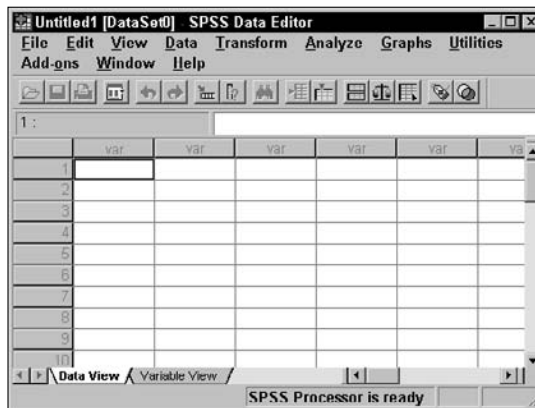 Untitled1 [DataSet0] - SPSS Data Editor
File Edit View Data Transform Analyze Graphs Utilities
Add-ons Window Help
1 :
var var var var var va
1
2
3
4
5
6
7
8
9
10
Data View Variable View
SPSS Processor is ready